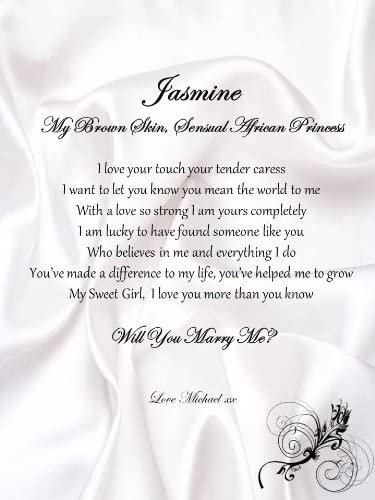 Jasmine
My Brown Skin, Sensual African Princess
I love your touch your tender caress
I want to let you know you mean the world to me
With a love so strong I am yours completely
I am lucky to have found someone like you
Who believes in me and everything I do
You've made a difference to my life, you've helped me to grow
My Sweet Girl, I love you more than you know
Will You Marry Me?
Love Michael xx